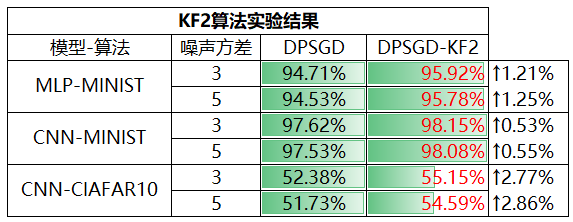 KF2算法实验结果
模型-算法 噪声方差 DPSGD DPSGD-KF2
MLP-MINIST 3 94.71% 95.92% ↑1.21%
5 94.53% 95.78% ↑1.25%
CNN-MINIST 3 97.62% 98.15% ↑0.53%
5 97.53% 98.08% ↑0.55%
CNN-CIAFAR10 3 52.38% 55.15% ↑2.77%
5 51.73% 54.59% ↑2.86%